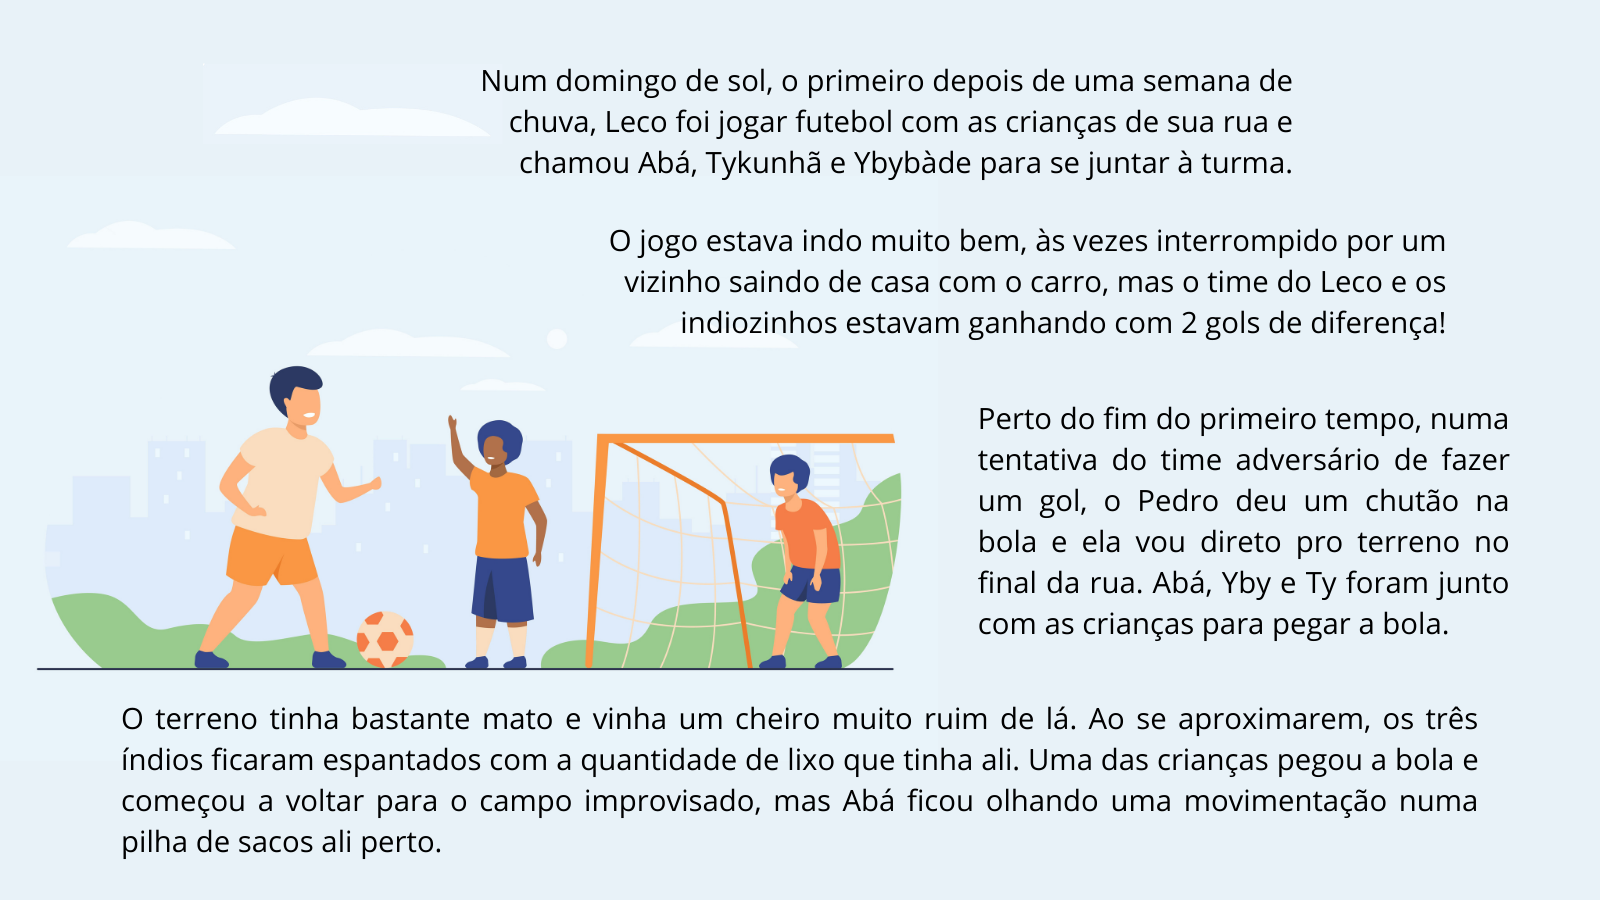 Num domingo de sol, o primeiro depois de uma semana de
chuva, Leco foi jogar futebol com as crianças de sua rua e
chamou Abá, Tykunhã e Ybybàde para se juntar à turma.
O jogo estava indo muito bem, às vezes interrompido por um
vizinho saindo de casa com o carro, mas o time do Leco e os
indiozinhos estavam ganhando com 2 gols de diferença!
Perto do fim do primeiro tempo, numa
tentativa do time adversário de fazer
um gol, o Pedro deu um chutão na
bola e ela vou direto pro terreno no
final da rua. Abá, Yby e Ty foram junto
com as crianças para pegar a bola.
O terreno tinha bastante mato e vinha um cheiro muito ruim de lá. Ao se aproximarem, os três
índios ficaram espantados com a quantidade de lixo que tinha ali. Uma das crianças pegou a bola e
começou a voltar para o campo improvisado, mas Abá ficou olhando uma movimentação numa
pilha de sacos ali perto.